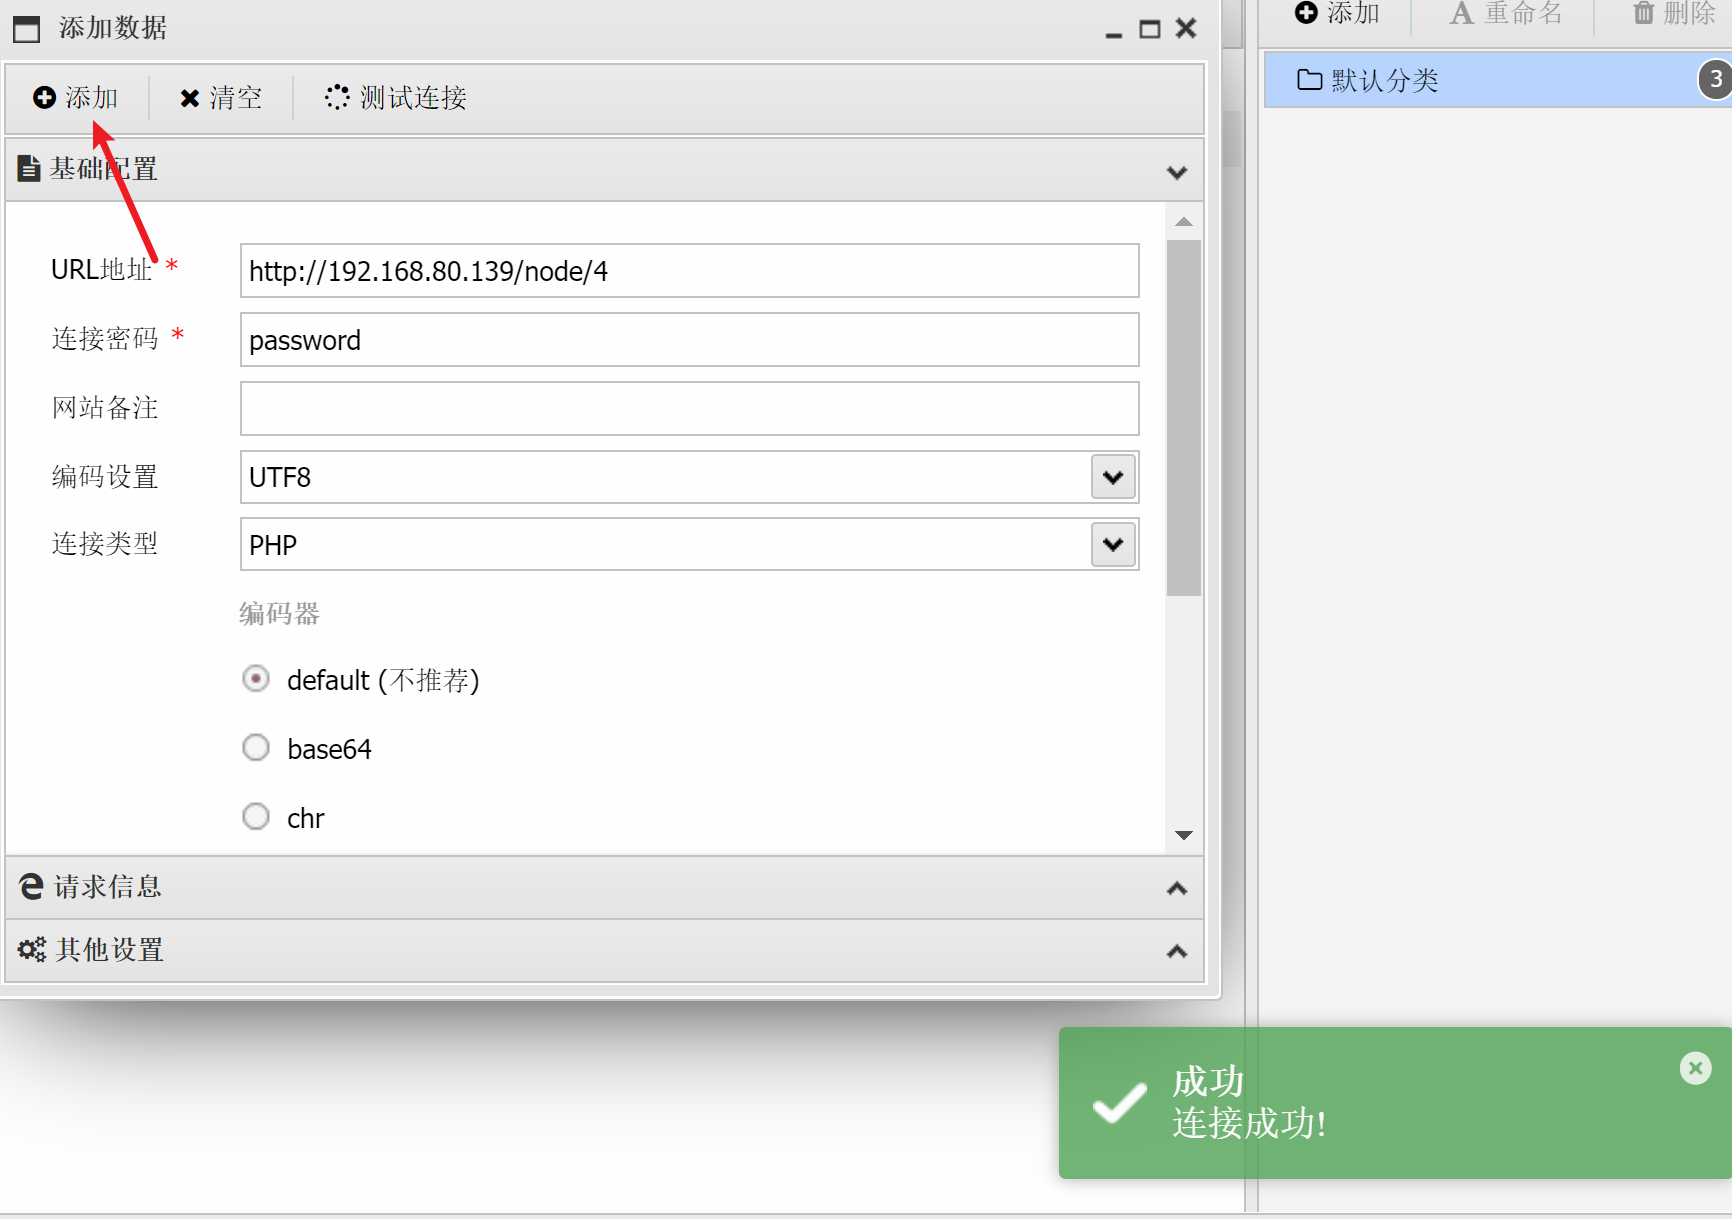 添加数据
添加 清空 测试连接
基础配置
URL地址 * http://192.168.80.139/node/4
连接密码 * password
网站备注
编码设置 UTF8
连接类型 PHP
编码器
default (不推荐)
base64
chr
请求信息
其他设置
添加 A 重命名 删除
默认分类 3
成功
连接成功!